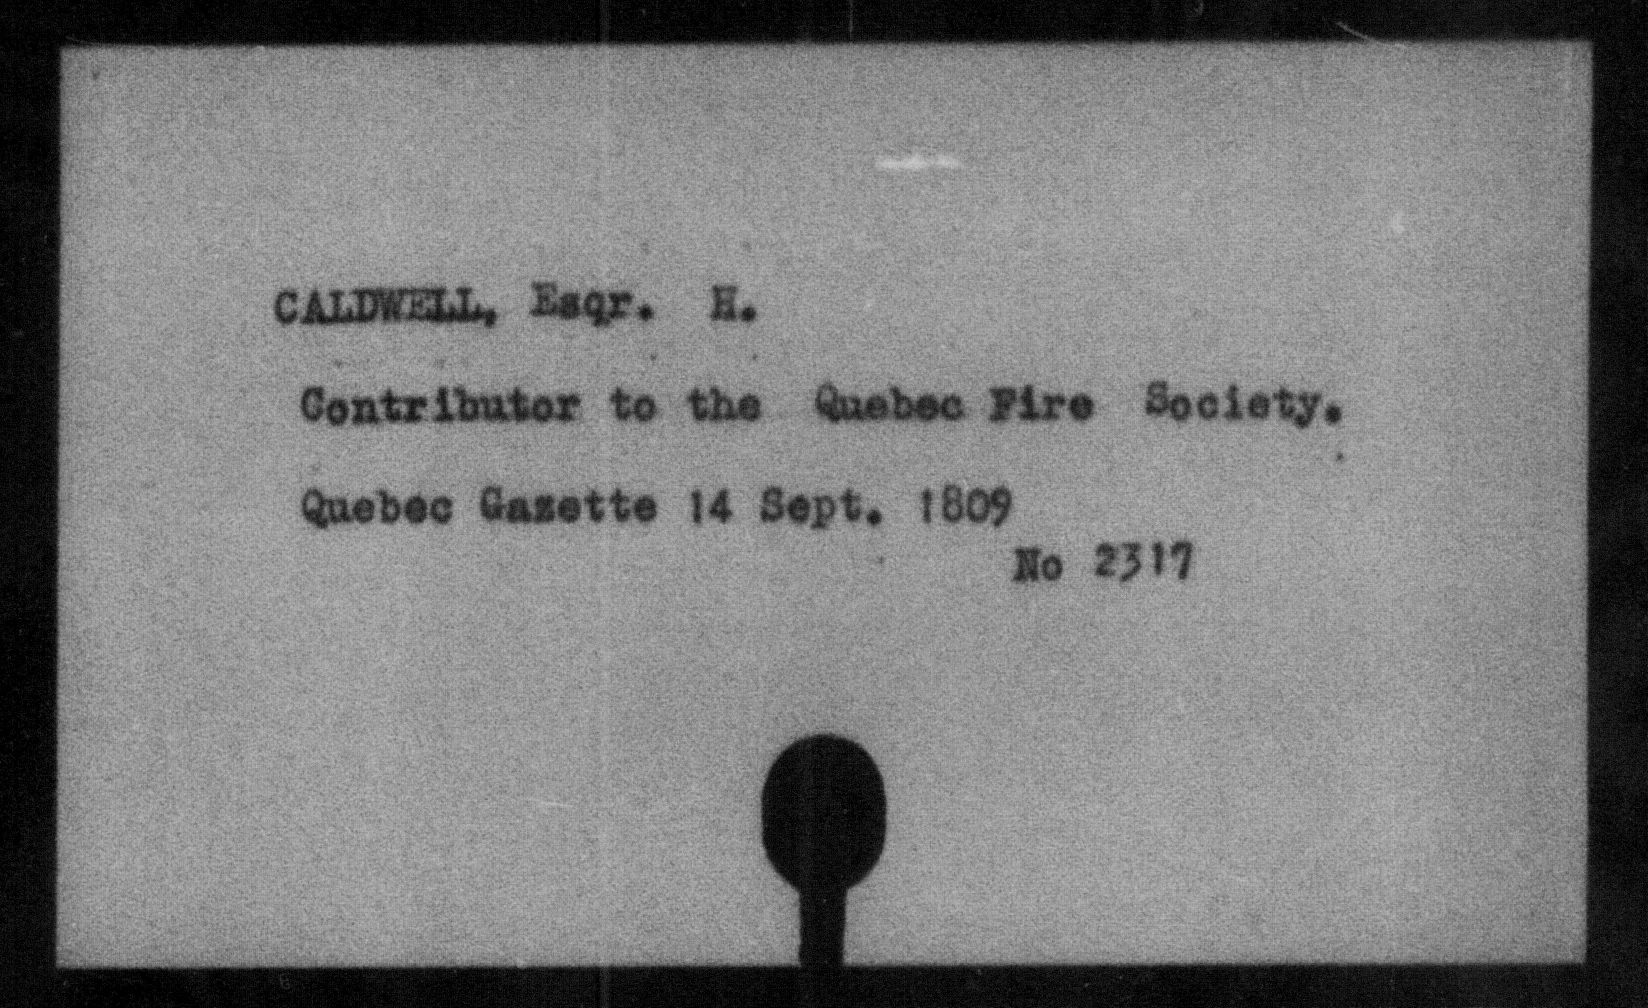 CALDWELL, Esqr. H.
Contributor to the Quebec Fire Society.
Quebec Gazette 14 Sept. 1809
No 2317